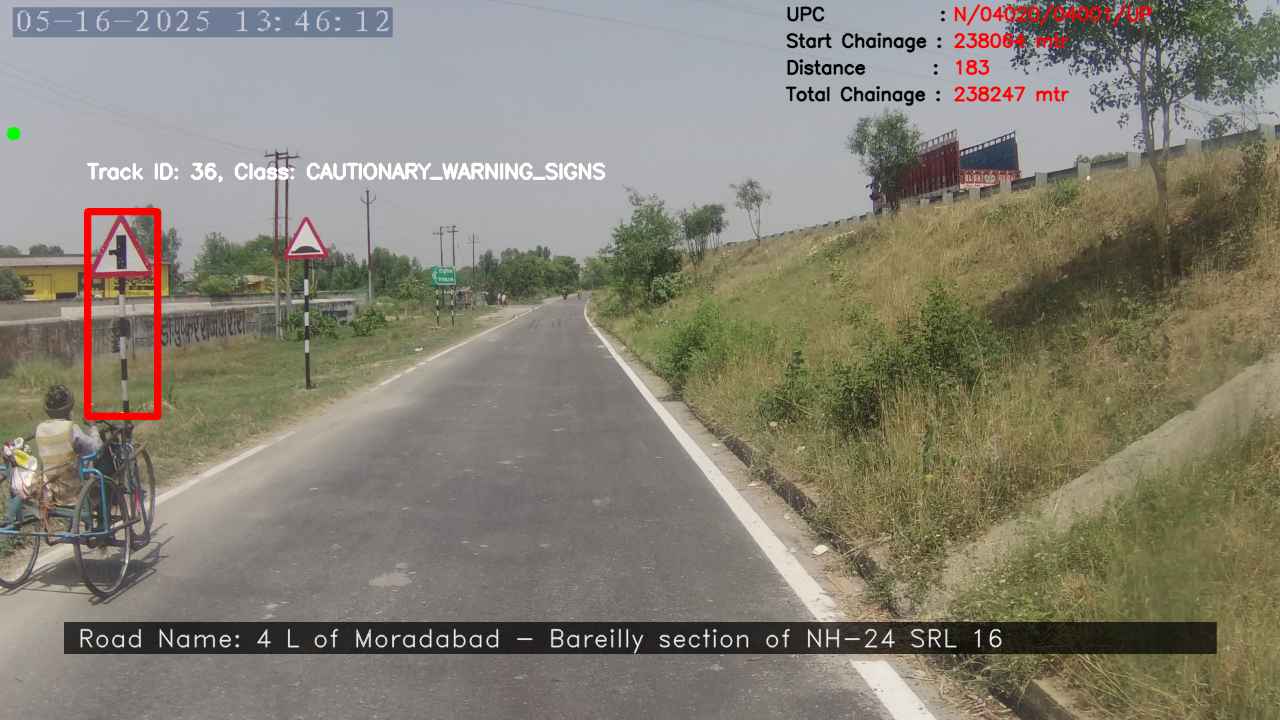 05-16-2025 13:46:12
UPC : N/04020/04001/UP
Start Chainage : 238064 mtr
Distance : 183
Total Chainage : 238247 mtr
Track ID: 36, Class: CAUTIONARY_WARNING_SIGNS
Road Name: 4 L of Moradabad - Bareilly section of NH-24 SRL 16